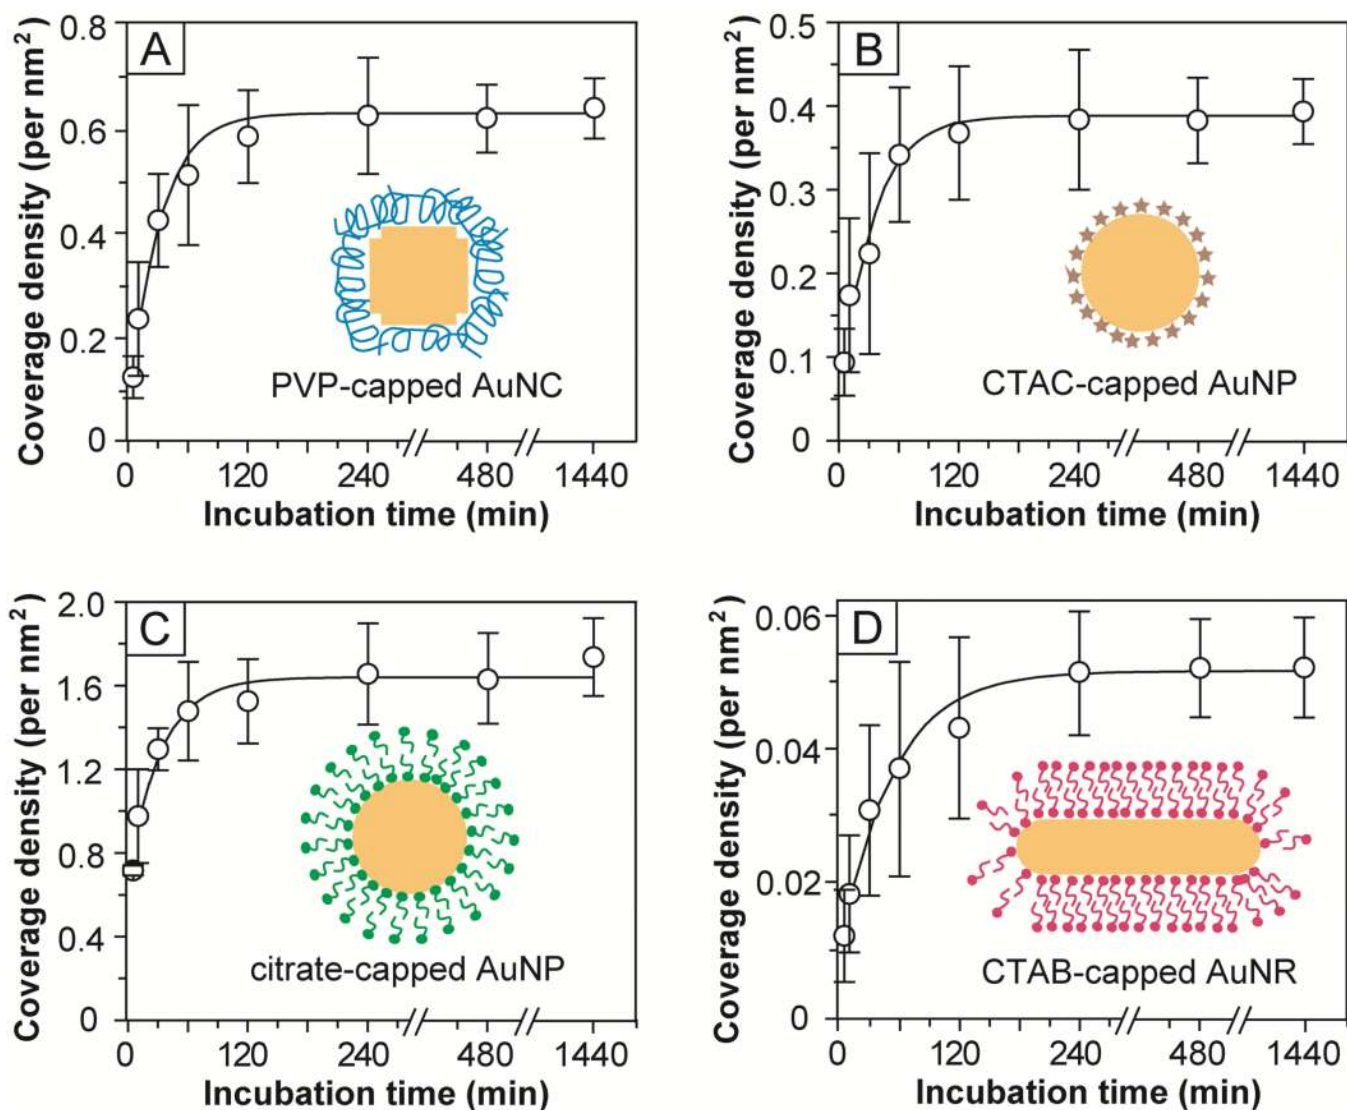 A
Coverage density (per nm²)
0.8
0.6
0.4
0.2
0
PVP-capped AuNC
0 120 240 480 1440
Incubation time (min)
B
Coverage density (per nm²)
0.5
0.4
0.3
0.2
0.1
0
CTAC-capped AuNP
0 120 240 480 1440
Incubation time (min)
C
Coverage density (per nm²)
2.0
1.6
1.2
0.8
0.4
0
citrate-capped AuNP
0 120 240 480 1440
Incubation time (min)
D
Coverage density (per nm²)
0.06
0.04
0.02
0
CTAB-capped AuNR
0 120 240 480 1440
Incubation time (min)